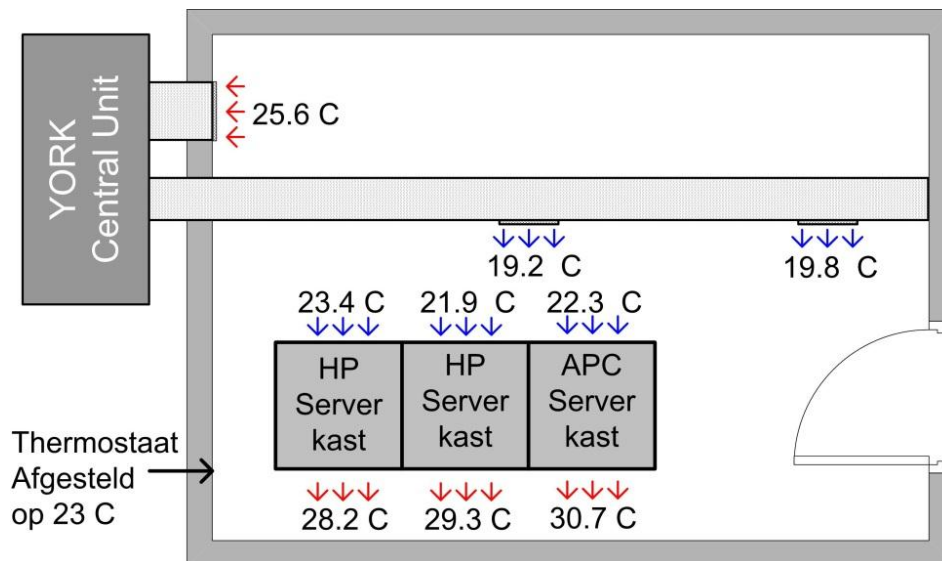 YORK
Central Unit
25.6 C
19.2 C
19.8 C
23.4 C
21.9 C
22.3 C
HP
Server
kast
HP
Server
kast
APC
Server
kast
Thermostaat
Afgesteld
op 23 C
28.2 C
29.3 C
30.7 C